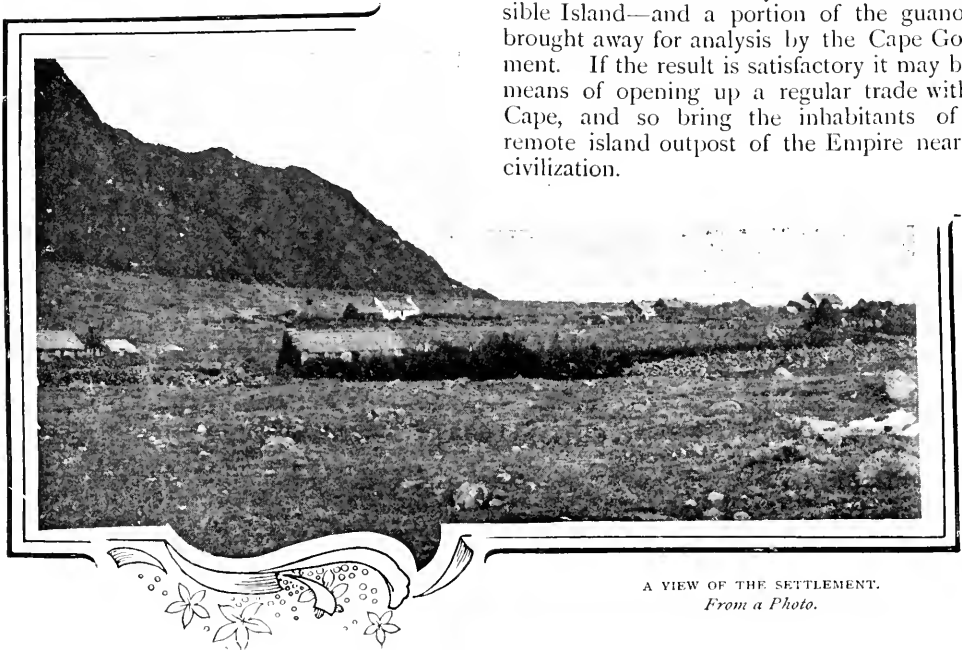 sible Island—and a portion of the guano
brought away for analysis by the Cape Go
ment. If the result is satisfactory it may b
means of opening up a regular trade with
Cape, and so bring the inhabitants of
remote island outpost of the Empire near
civilization.
A VIEW OF THE SETTLEMENT.
From a Photo.